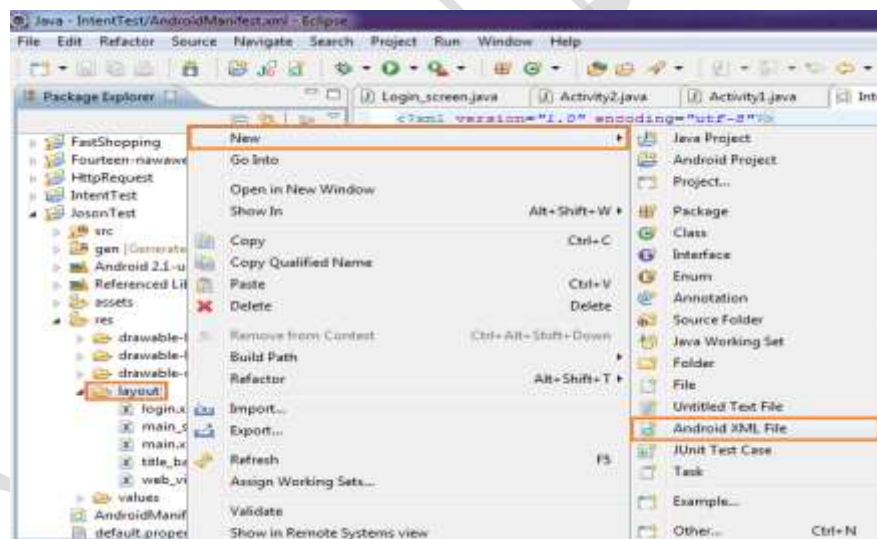 Java - IntentTest/AndroidManifest.xml - Eclipse
File Edit Refactor Source Navigate Search Project Run Window Help
Package Explorer
Login_screen.java Activity2.java Activity1.java Int
<?xml version="1.0" encoding="utf-8"?>
FastShopping
Fourteen-nawawe
HttpRequest
IntentTest
JosonTest
src
gen [Generate
Android 2.1-u
Referenced Lib
assets
res
drawable-
drawable-
drawable-
layout
login.x
main_s
main.x
title_ba
web_vi
values
AndroidManif
default.proper
New
Go Into
Open in New Window
Show In Alt+Shift+W
Copy Ctrl+C
Copy Qualified Name
Paste Ctrl+V
Delete Delete
Remove from Context Ctrl+Alt+Shift+Down
Build Path
Refactor Alt+Shift+T
Import...
Export...
Refresh F5
Assign Working Sets...
Validate
Show in Remote Systems view
Java Project
Android Project
Project...
Package
Class
Interface
Enum
Annotation
Source Folder
Java Working Set
Folder
File
Untitled Text File
Android XML File
JUnit Test Case
Task
Example...
Other... Ctrl+N